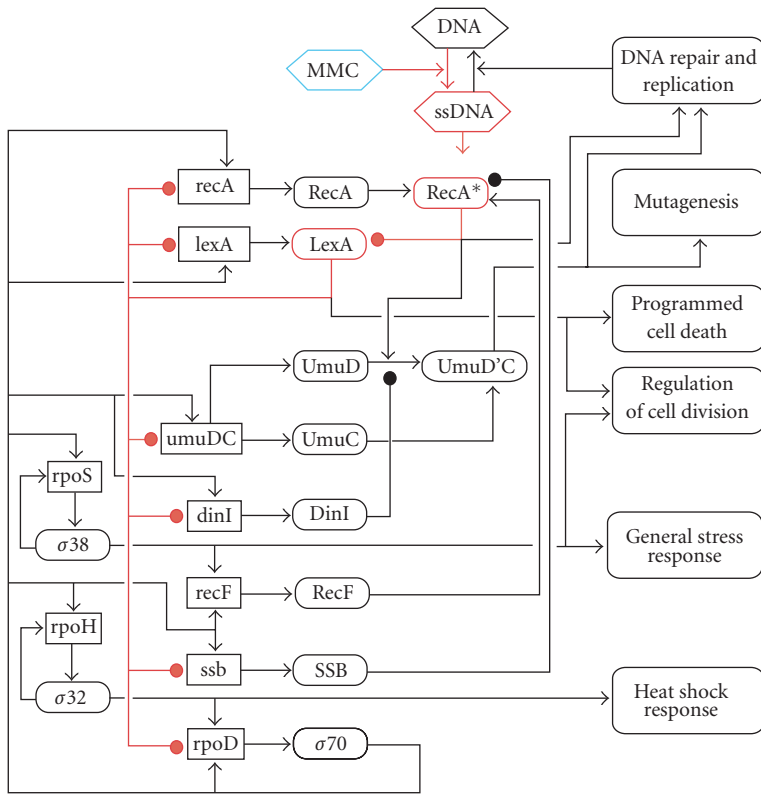 DNA
MMC
DNA repair and
replication
ssDNA
recA
RecA
RecA*
Mutagenesis
lexA
LexA
Programmed
cell death
UmuD
UmuD’C
Regulation
of cell division
umuDC
UmuC
rpoS
dinI
DinI
σ38
General stress
response
recF
RecF
rpoH
ssb
SSB
σ32
Heat shock
response
rpoD
σ70